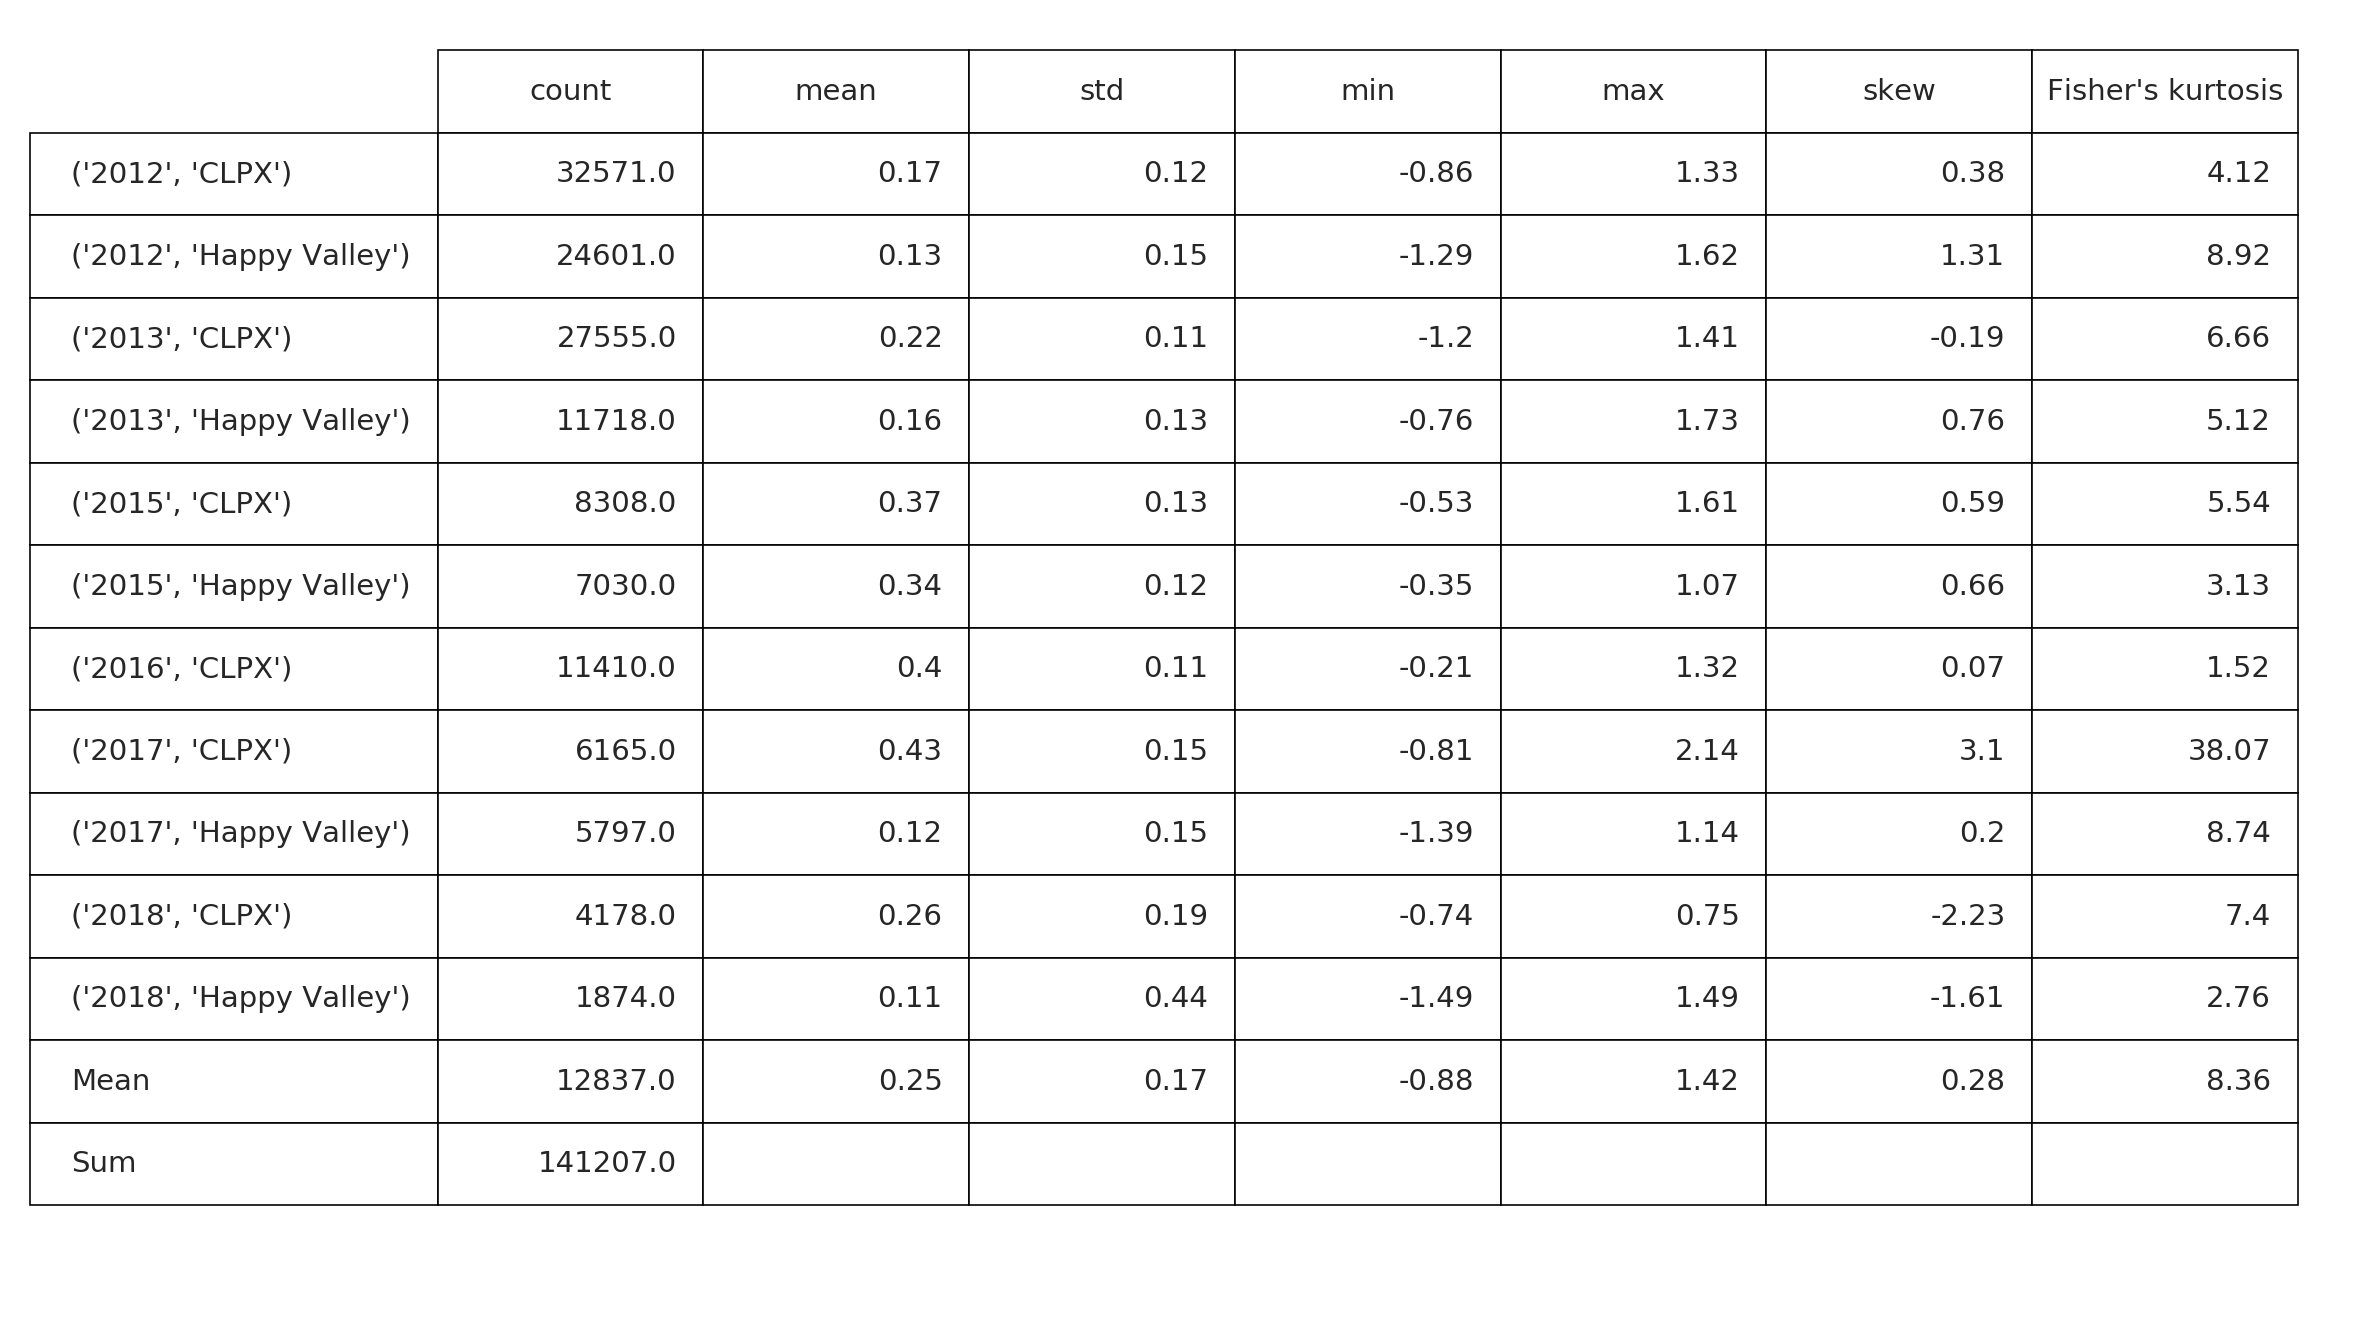 count mean std min max skew Fisher's kurtosis
('2012', 'CLPX') 32571.0 0.17 0.12 -0.86 1.33 0.38 4.12
('2012', 'Happy Valley') 24601.0 0.13 0.15 -1.29 1.62 1.31 8.92
('2013', 'CLPX') 27555.0 0.22 0.11 -1.2 1.41 -0.19 6.66
('2013', 'Happy Valley') 11718.0 0.16 0.13 -0.76 1.73 0.76 5.12
('2015', 'CLPX') 8308.0 0.37 0.13 -0.53 1.61 0.59 5.54
('2015', 'Happy Valley') 7030.0 0.34 0.12 -0.35 1.07 0.66 3.13
('2016', 'CLPX') 11410.0 0.4 0.11 -0.21 1.32 0.07 1.52
('2017', 'CLPX') 6165.0 0.43 0.15 -0.81 2.14 3.1 38.07
('2017', 'Happy Valley') 5797.0 0.12 0.15 -1.39 1.14 0.2 8.74
('2018', 'CLPX') 4178.0 0.26 0.19 -0.74 0.75 -2.23 7.4
('2018', 'Happy Valley') 1874.0 0.11 0.44 -1.49 1.49 -1.61 2.76
Mean 12837.0 0.25 0.17 -0.88 1.42 0.28 8.36
Sum 141207.0